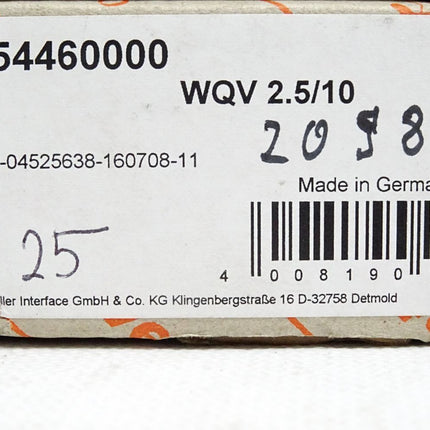 54460000
WQV 2.5/10
2098
-04525638-160708-11
Made in Germa
25
4 008190
ller Interface GmbH & Co. KG Klingenbergstraße 16 D-32758 Detmold